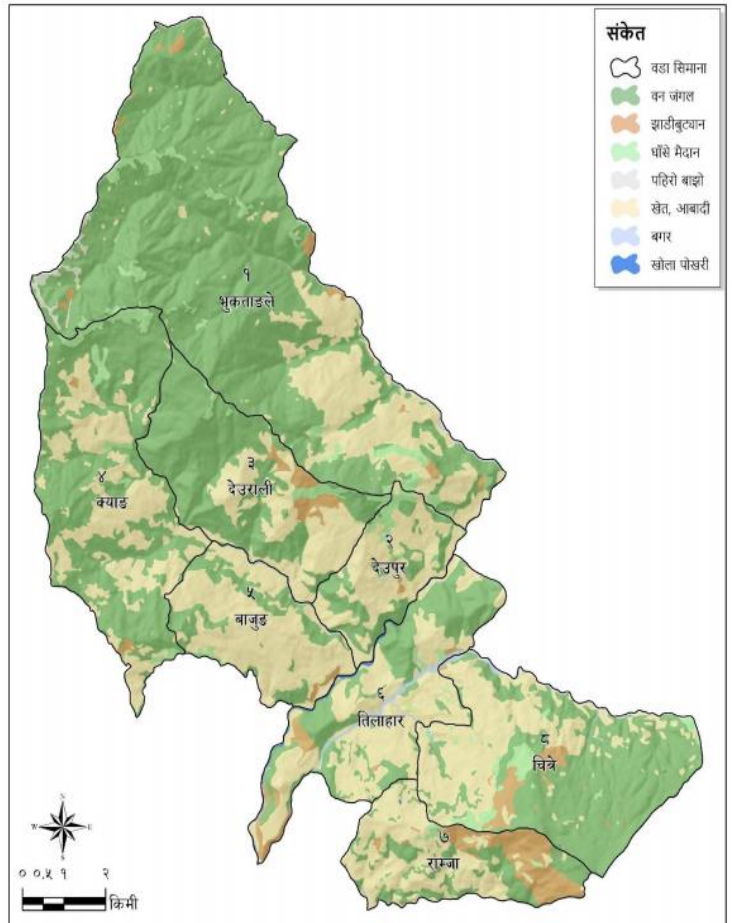 संकेत
वडा सिमाना
वन जंगल
झाडीबुट्यान
घाँसे मैदान
पहिरो बाझो
खेत, आबादी
बगर
खोला पोखरी
१
भुकताङले
३
देउराली
४
क्याङ
२
देउपुर
५
बाजुङ
६
तिलाहार
८
चित्रे
७
राम्जा
N
W E
S
० ०.५ १ २
किमी